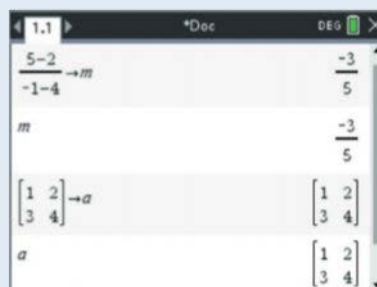 1.1 *Doc DEG
5-2
-1-4 →m -3
5
m -3
5
[1 2
3 4] →a [1 2
3 4]
a [1 2
3 4]